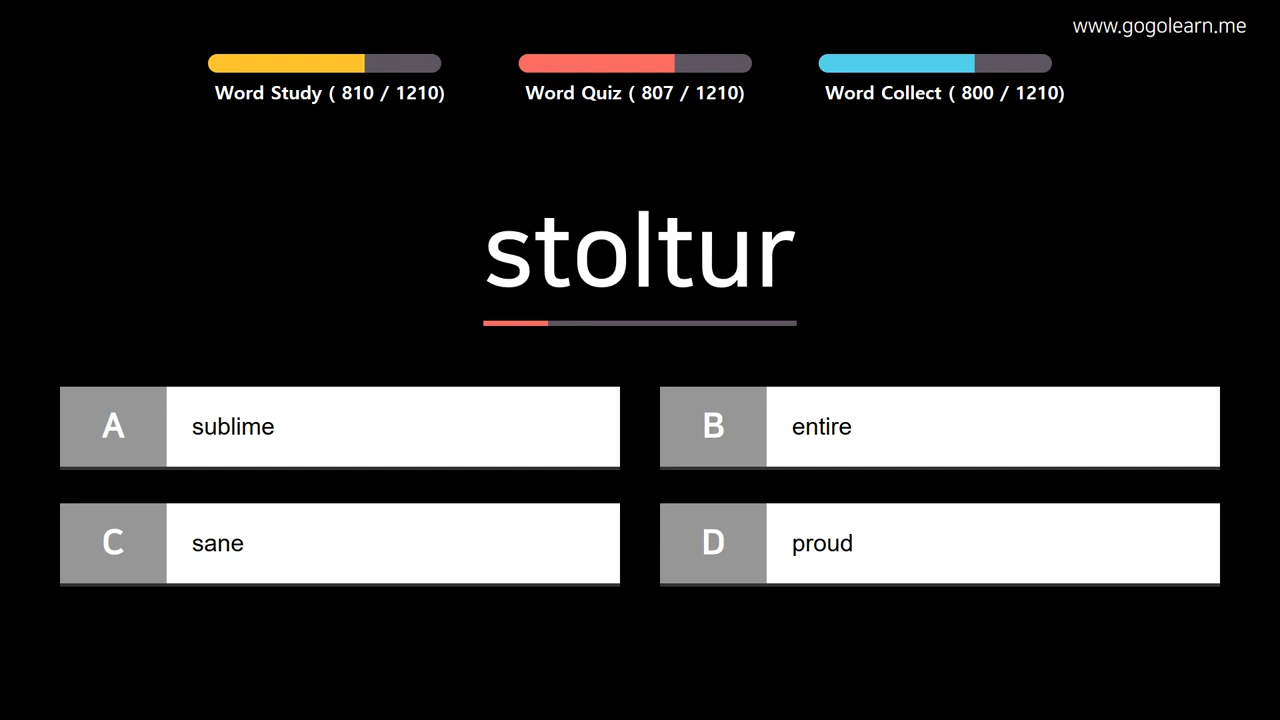 www.gogolearn.me
Word Study ( 810 / 1210)
Word Quiz ( 807 / 1210)
Word Collect ( 800 / 1210)
stoltur
A sublime
B entire
C sane
D proud